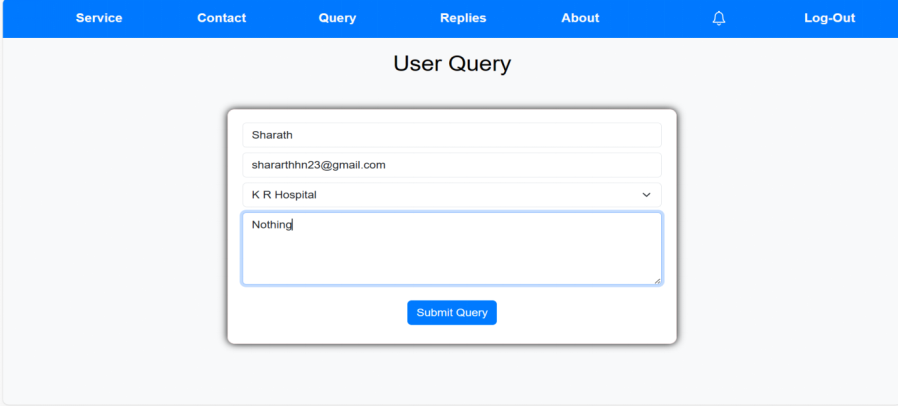 Service Contact Query Replies About Log-Out
User Query
Sharath
shararthhn23@gmail.com
K R Hospital
Nothing
Submit Query